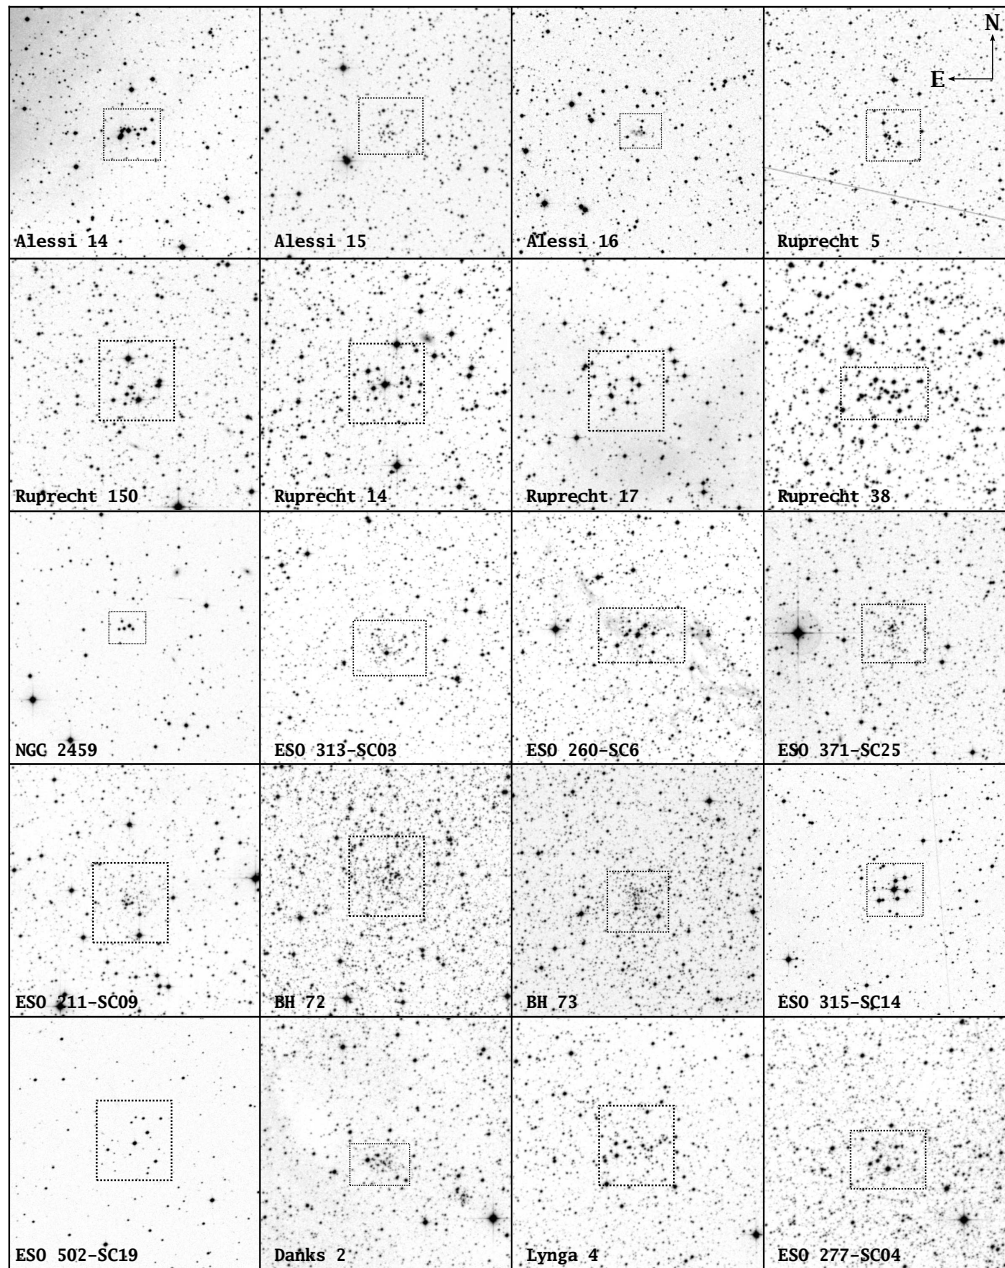 N
E
Alessi 14
Alessi 15
Alessi 16
Ruprecht 5
Ruprecht 150
Ruprecht 14
Ruprecht 17
Ruprecht 38
NGC 2459
ESO 313-SC03
ESO 260-SC6
ESO 371-SC25
ESO 211-SC09
BH 72
BH 73
ESO 315-SC14
ESO 502-SC19
Danks 2
Lynga 4
ESO 277-SC04